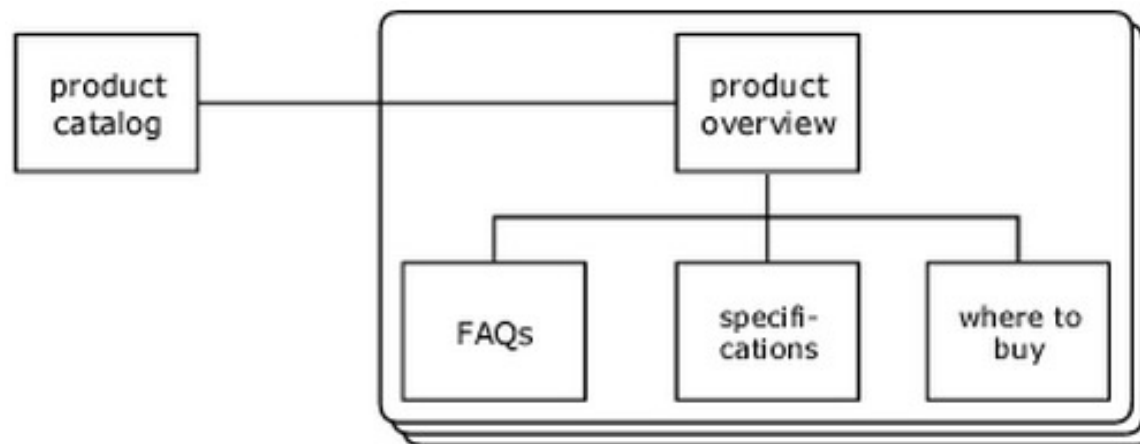 product
catalog
product
overview
FAQs
specifi-
cations
where to
buy